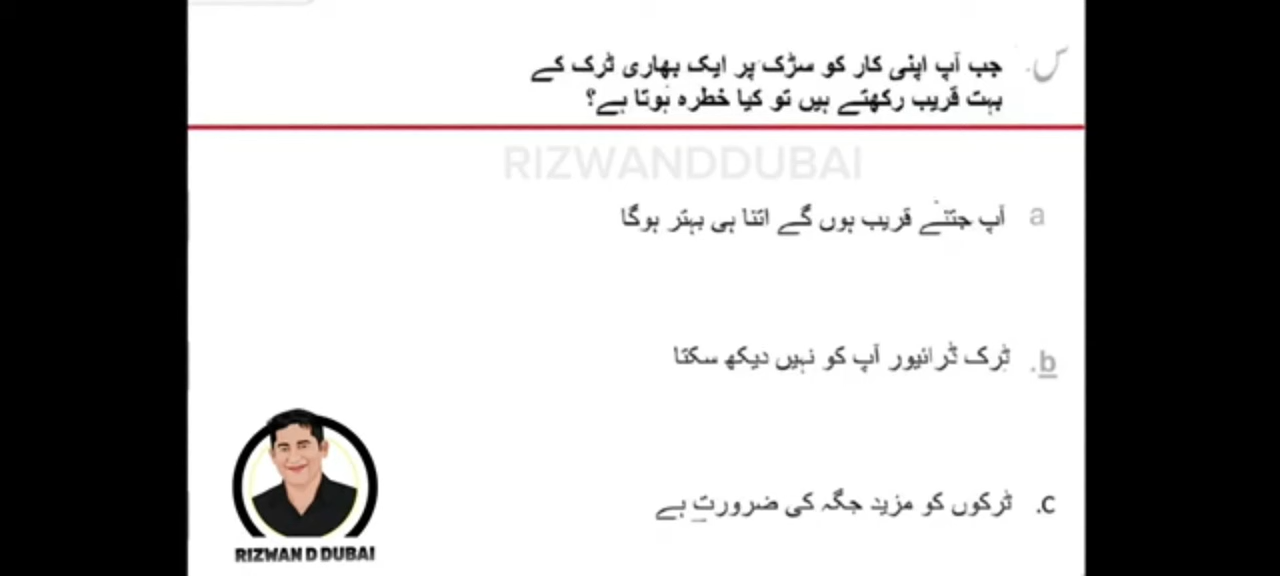 س. جب آپ اپنی کار کو سڑک پر ایک بھاری ٹرک کے
بہت قریب رکھتے ہیں تو کیا خطرہ ہوتا ہے؟
RIZWANDDUBAI
a آپ جتنے قریب ہوں گے اتنا ہی بہتر ہوگا
b. ٹرک ڈرائیور آپ کو نہیں دیکھ سکتا
c. ٹرکوں کو مزید جگہ کی ضرورت ہے
RIZWAN D DUBAI